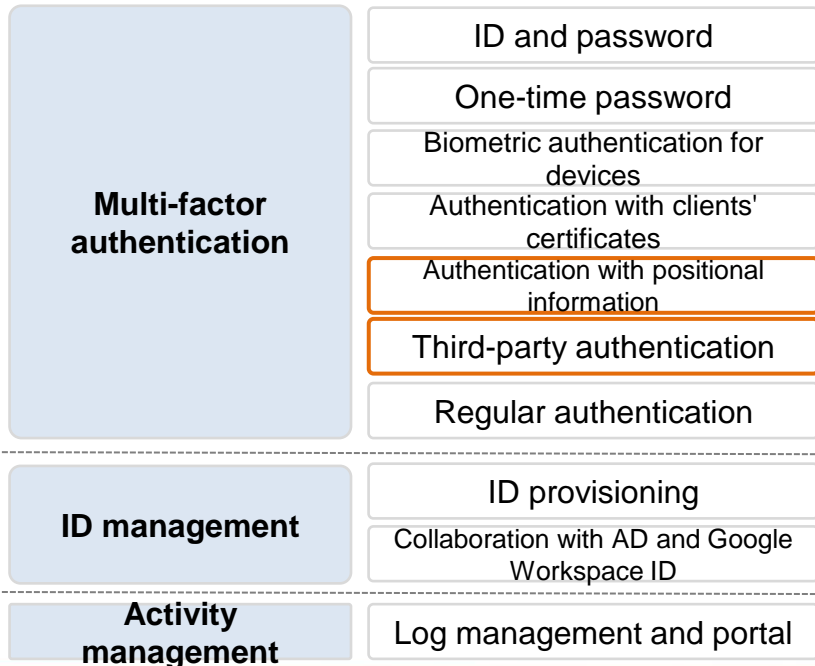 Multi-factor
authentication
ID and password
One-time password
Biometric authentication for
devices
Authentication with clients'
certificates
Authentication with positional
information
Third-party authentication
Regular authentication
ID management
ID provisioning
Collaboration with AD and Google
Workspace ID
Activity
management
Log management and portal